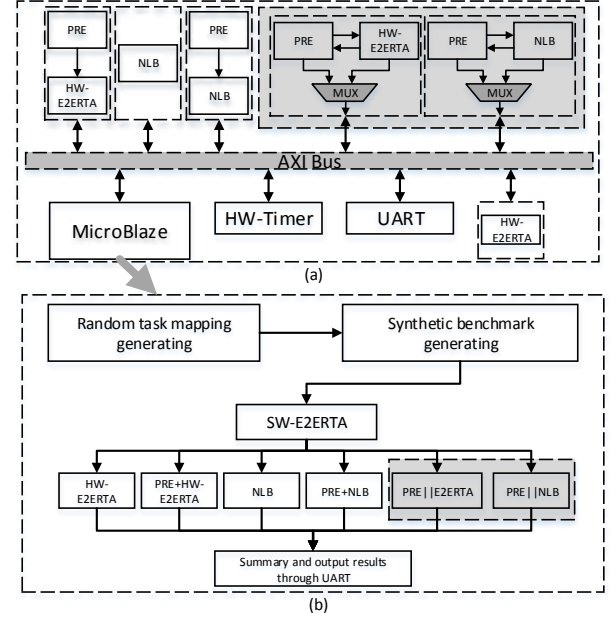 PRE
HW-
E2ERTA
NLB
PRE
NLB
PRE
HW-
E2ERTA
MUX
PRE
NLB
MUX
AXI Bus
MicroBlaze
HW-Timer
UART
HW-
E2ERTA
(a)
Random task mapping
generating
Synthetic benchmark
generating
SW-E2ERTA
HW-
E2ERTA
PRE+HW-
E2ERTA
NLB
PRE+NLB
PRE||E2ERTA
PRE||NLB
Summary and output results
through UART
(b)